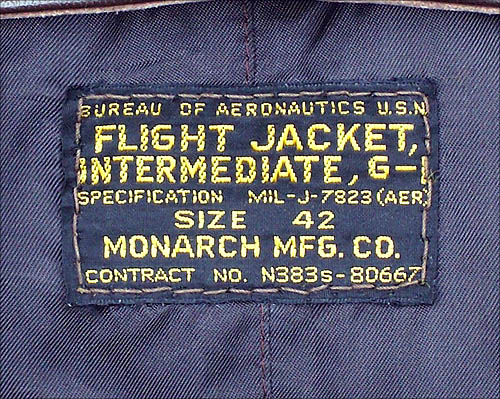 BUREAU OF AERONAUTICS U.S.N
FLIGHT JACKET,
INTERMEDIATE, G-1
SPECIFICATION MIL-J-7823(AER)
SIZE 42
MONARCH MFG. CO.
CONTRACT NO. N383s-80667